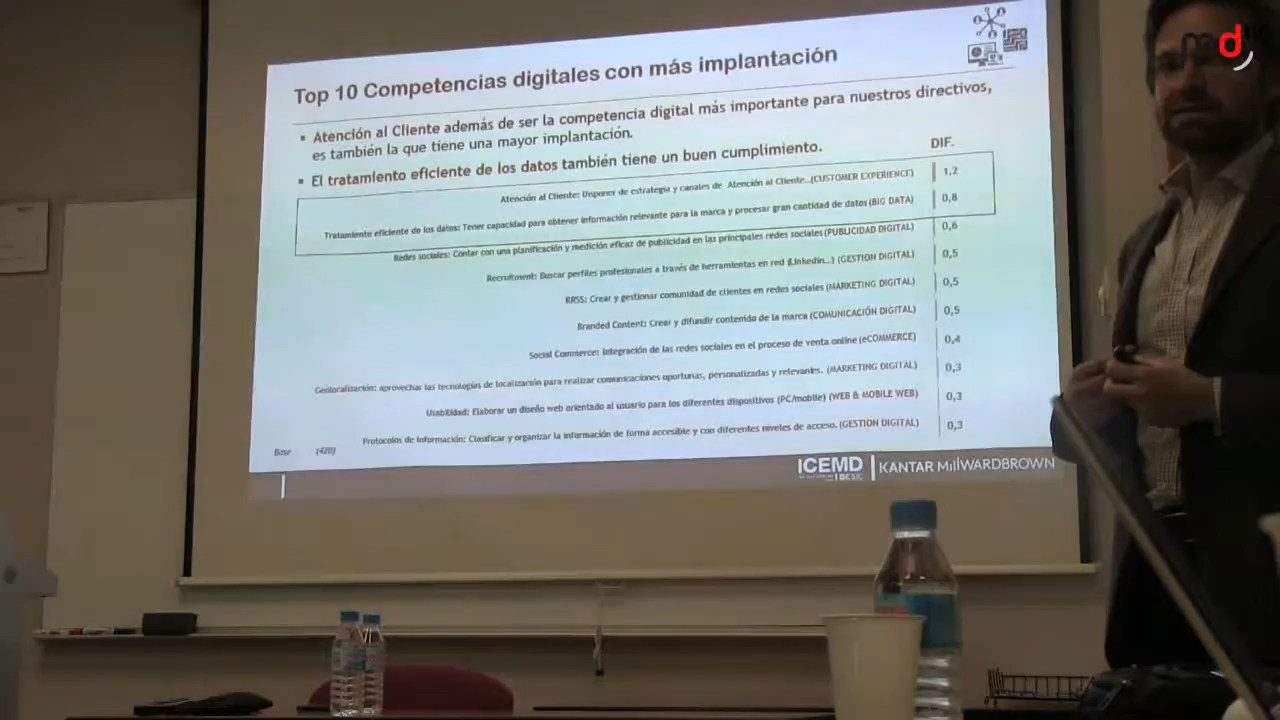 Top 10 Competencias digitales con más implantación
▪ Atención al Cliente además de ser la competencia digital más importante para nuestros directivos,
es también la que tiene una mayor implantación.
▪ El tratamiento eficiente de los datos también tiene un buen cumplimiento.
DIF.
Atención al Cliente: Disponer de estrategia y canales de Atención al Cliente...(CUSTOMER EXPERIENCE) 1,2
Tratamiento eficiente de los datos: Tener capacidad para obtener información relevante para la marca y procesar gran cantidad de datos (BIG DATA) 0,8
Redes sociales: Contar con una planificación y medición eficaz de publicidad en las principales redes sociales (PUBLICIDAD DIGITAL) 0,6
Recruitment: Buscar perfiles profesionales a través de herramientas en red (Linkedin...) (GESTION DIGITAL) 0,5
RRSS: Crear y gestionar comunidad de clientes en redes sociales (MARKETING DIGITAL) 0,5
Branded Content: Crear y difundir contenido de la marca (COMUNICACIÓN DIGITAL) 0,5
Social Commerce: Integración de las redes sociales en el proceso de venta online (eCOMMERCE) 0,4
Geolocalización: aprovechar las tecnologías de localización para realizar comunicaciones oportunas, personalizadas y relevantes. (MARKETING DIGITAL) 0,3
Usabilidad: Elaborar un diseño web orientado al usuario para los diferentes dispositivos (PC/mobile) (WEB & MOBILE WEB) 0,3
Protocolos de Información: Clasificar y organizar la información de forma accesible y con diferentes niveles de acceso. (GESTION DIGITAL) 0,3
Base (420)
ICEMD
ESIC
KANTAR MillWARDBROWN
md